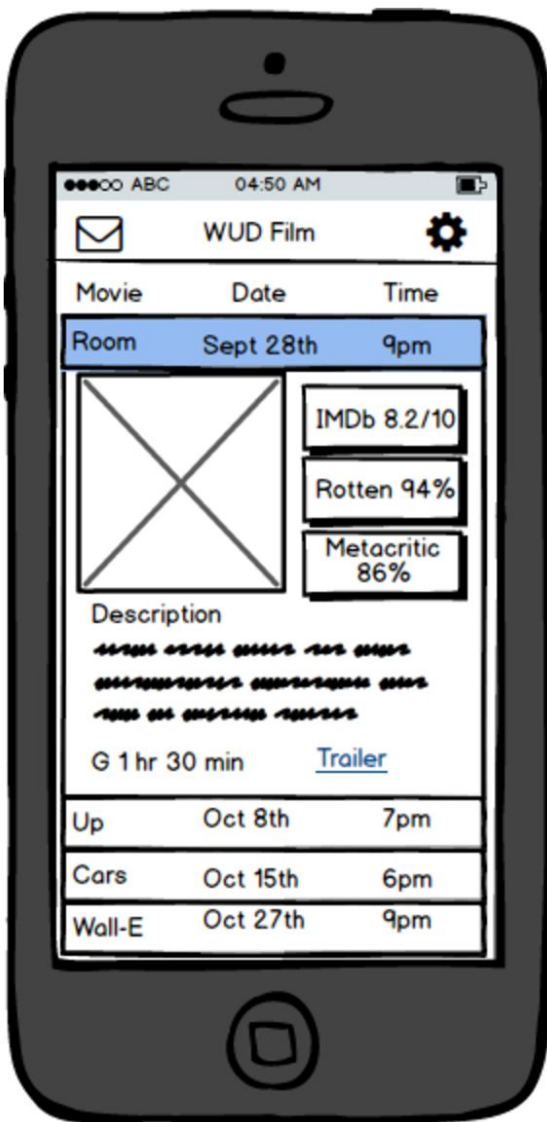 ABC 04:50 AM
WUD Film
Movie Date Time
Room Sept 28th 9pm
IMDb 8.2/10
Rotten 94%
Metacritic
86%
Description
G 1 hr 30 min Trailer
Up Oct 8th 7pm
Cars Oct 15th 6pm
Wall-E Oct 27th 9pm